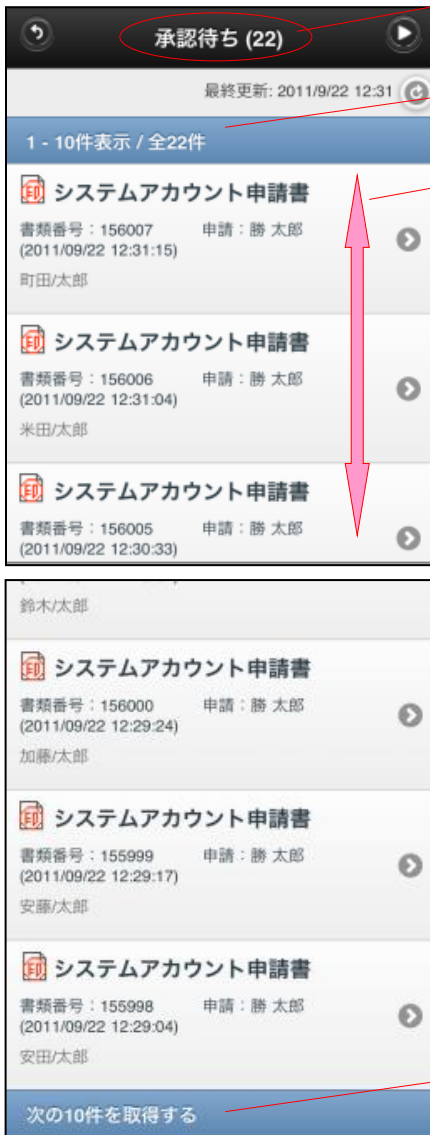 承認待ち (22)
最終更新: 2011/9/22 12:31
1 - 10件表示 / 全22件
印 システムアカウント申請書
書類番号：156007 申請：勝 太郎
(2011/09/22 12:31:15)
町田/太郎
印 システムアカウント申請書
書類番号：156006 申請：勝 太郎
(2011/09/22 12:31:04)
米田/太郎
印 システムアカウント申請書
書類番号：156005 申請：勝 太郎
(2011/09/22 12:30:33)
鈴木/太郎
印 システムアカウント申請書
書類番号：156000 申請：勝 太郎
(2011/09/22 12:29:24)
加藤/太郎
印 システムアカウント申請書
書類番号：155999 申請：勝 太郎
(2011/09/22 12:29:17)
安藤/太郎
印 システムアカウント申請書
書類番号：155998 申請：勝 太郎
(2011/09/22 12:29:04)
安田/太郎
次の10件を取得する